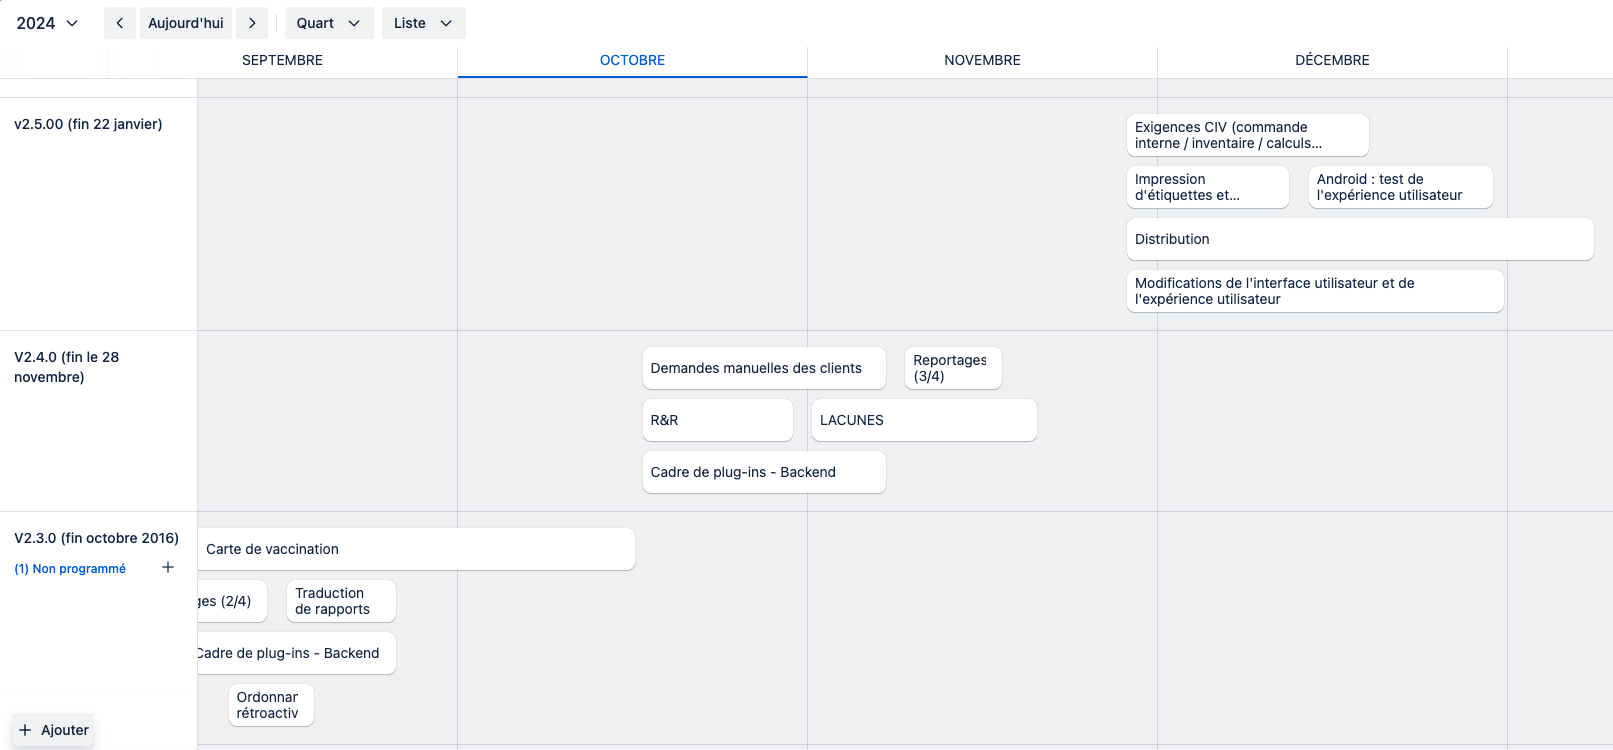 2024
Aujourd'hui
Quart
Liste
SEPTEMBRE
OCTOBRE
NOVEMBRE
DÉCEMBRE
v2.5.00 (fin 22 janvier)
Exigences CIV (commande
interne / inventaire / calculs...
Impression
d'étiquettes et...
Android : test de
l'expérience utilisateur
Distribution
Modifications de l'interface utilisateur et de
l'expérience utilisateur
V2.4.0 (fin le 28
novembre)
Demandes manuelles des clients
Reportages
(3/4)
R&R
LACUNES
Cadre de plug-ins - Backend
V2.3.0 (fin octobre 2016)
(1) Non programmé
Carte de vaccination
ges (2/4)
Traduction
de rapports
Cadre de plug-ins - Backend
Ordonnar
rétroactiv
Ajouter